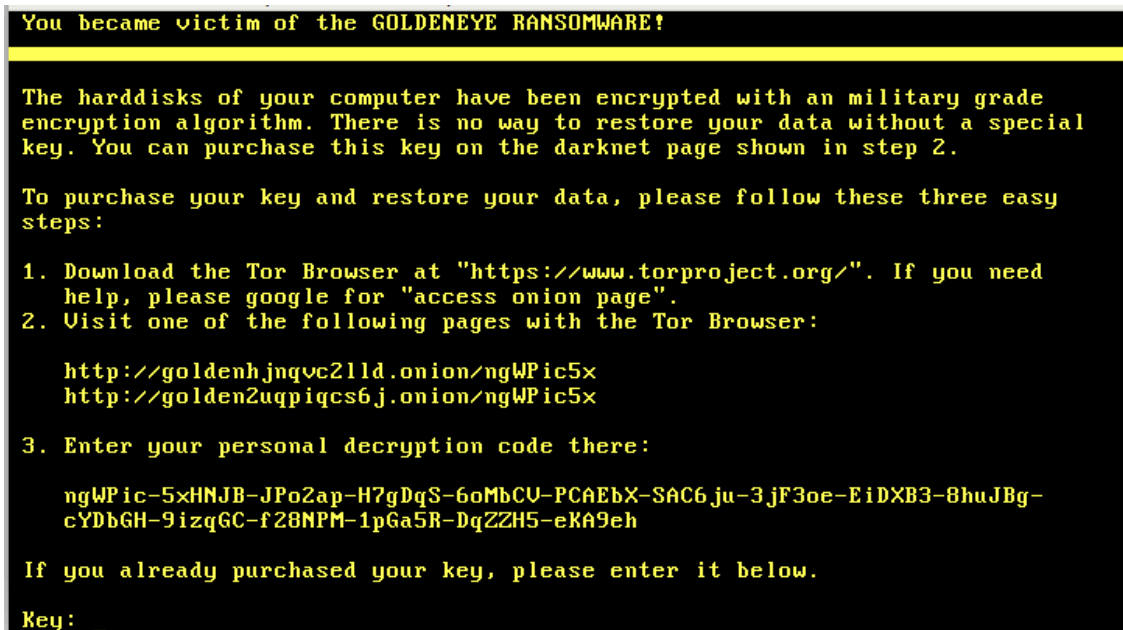 You became victim of the GOLDENEYE RANSOMWARE!
The harddisks of your computer have been encrypted with an military grade
encryption algorithm. There is no way to restore your data without a special
key. You can purchase this key on the darknet page shown in step 2.
To purchase your key and restore your data, please follow these three easy
steps:
1. Download the Tor Browser at "https://www.torproject.org/". If you need
help, please google for "access onion page".
2. Visit one of the following pages with the Tor Browser:
http://goldenhjnqvc2lld.onion/ngWPic5x
http://golden2uqpiqcs6j.onion/ngWPic5x
3. Enter your personal decryption code there:
ngWPic-5xHNJB-JPo2ap-H7gDqS-6oMbCV-PCAEbX-SAC6ju-3jF3oe-EiDXB3-8huJBg-
cYDbGH-9izqGC-f28NPM-1pGa5R-DqZZH5-eKA9eh
If you already purchased your key, please enter it below.
Key: